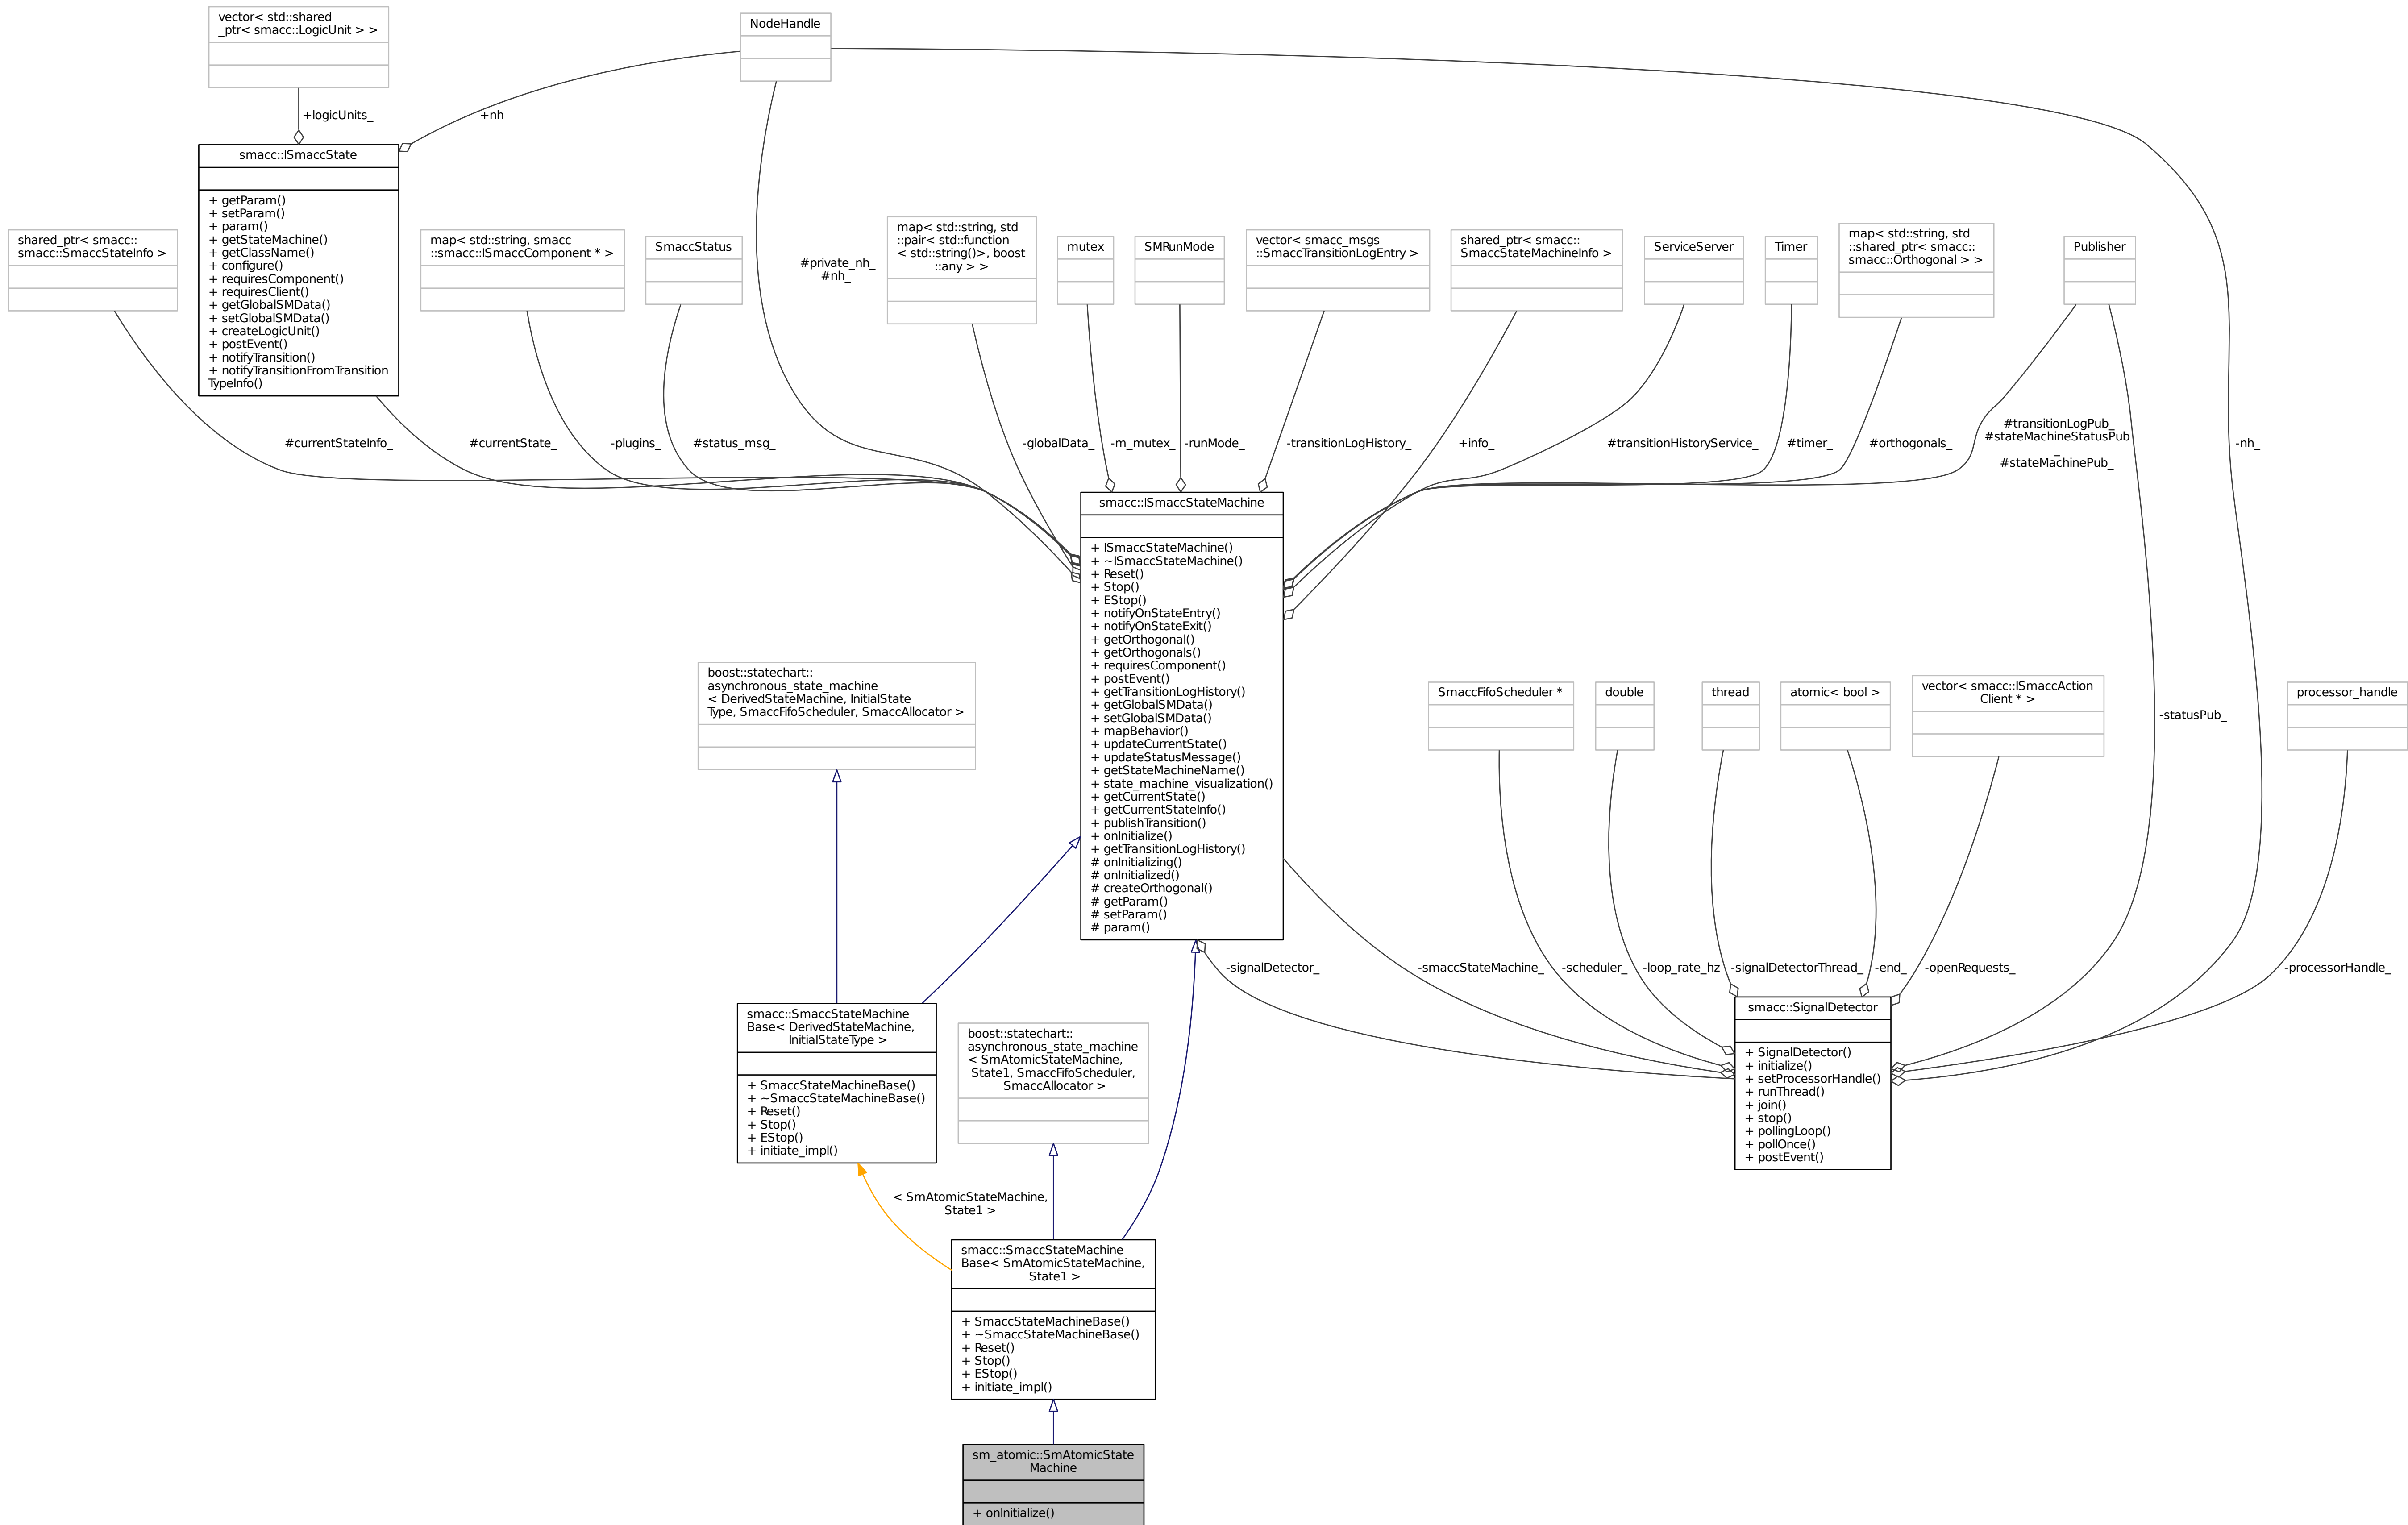 vector< std::shared
_ptr< smacc::LogicUnit > >
NodeHandle
+logicUnits_
+nh
smacc::ISmaccState
+ getParam()
+ setParam()
+ param()
+ getStateMachine()
+ getClassName()
+ configure()
+ requiresComponent()
+ requiresClient()
+ getGlobalSMData()
+ setGlobalSMData()
+ createLogicUnit()
+ postEvent()
+ notifyTransition()
+ notifyTransitionFromTransition
TypeInfo()
shared_ptr< smacc::
smacc::SmaccStateInfo >
map< std::string, smacc
::smacc::ISmaccComponent * >
SmaccStatus
#private_nh_
#nh_
map< std::string, std
::pair< std::function
< std::string()>, boost
::any > >
mutex
SMRunMode
vector< smacc_msgs
::SmaccTransitionLogEntry >
shared_ptr< smacc::
SmaccStateMachineInfo >
ServiceServer
Timer
map< std::string, std
::shared_ptr< smacc::
smacc::Orthogonal > >
Publisher
#currentStateInfo_
#currentState_
-plugins_
#status_msg_
-globalData_
-m_mutex_
-runMode_
-transitionLogHistory_
+info_
#transitionHistoryService_
#timer_
#orthogonals_
#transitionLogPub_
#stateMachineStatusPub
_
#stateMachinePub_
-nh_
smacc::ISmaccStateMachine
+ ISmaccStateMachine()
+ ~ISmaccStateMachine()
+ Reset()
+ Stop()
+ EStop()
+ notifyOnStateEntry()
+ notifyOnStateExit()
+ getOrthogonal()
+ getOrthogonals()
+ requiresComponent()
+ postEvent()
+ getTransitionLogHistory()
+ getGlobalSMData()
+ setGlobalSMData()
+ mapBehavior()
+ updateCurrentState()
+ updateStatusMessage()
+ getStateMachineName()
+ state_machine_visualization()
+ getCurrentState()
+ getCurrentStateInfo()
+ publishTransition()
+ onInitialize()
+ getTransitionLogHistory()
# onInitializing()
# onInitialized()
# createOrthogonal()
# getParam()
# setParam()
# param()
boost::statechart::
asynchronous_state_machine
< DerivedStateMachine, InitialState
Type, SmaccFifoScheduler, SmaccAllocator >
SmaccFifoScheduler *
double
thread
atomic< bool >
vector< smacc::ISmaccAction
Client * >
-statusPub_
processor_handle
-signalDetector_
-smaccStateMachine_
-scheduler_
-loop_rate_hz
-signalDetectorThread_
-end_
-openRequests_
-processorHandle_
smacc::SmaccStateMachine
Base< DerivedStateMachine,
InitialStateType >
+ SmaccStateMachineBase()
+ ~SmaccStateMachineBase()
+ Reset()
+ Stop()
+ EStop()
+ initiate_impl()
boost::statechart::
asynchronous_state_machine
< SmAtomicStateMachine,
State1, SmaccFifoScheduler,
SmaccAllocator >
smacc::SignalDetector
+ SignalDetector()
+ initialize()
+ setProcessorHandle()
+ runThread()
+ join()
+ stop()
+ pollingLoop()
+ pollOnce()
+ postEvent()
< SmAtomicStateMachine,
State1 >
smacc::SmaccStateMachine
Base< SmAtomicStateMachine,
State1 >
+ SmaccStateMachineBase()
+ ~SmaccStateMachineBase()
+ Reset()
+ Stop()
+ EStop()
+ initiate_impl()
sm_atomic::SmAtomicState
Machine
+ onInitialize()